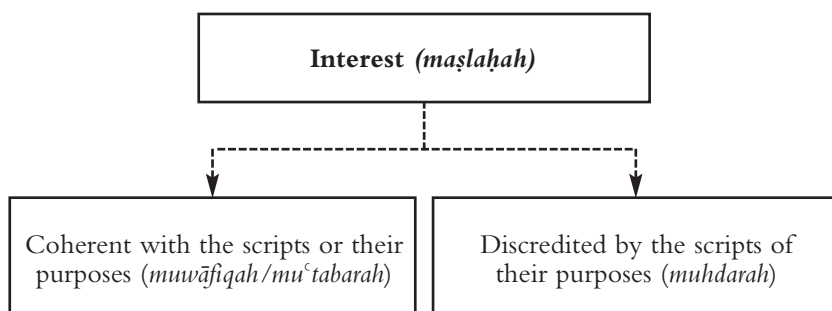 Interest (maṣlaḥah)
Coherent with the scripts or their
purposes (muwāfiqah/muʿtabarah)
Discredited by the scripts of
their purposes (muhdarah)